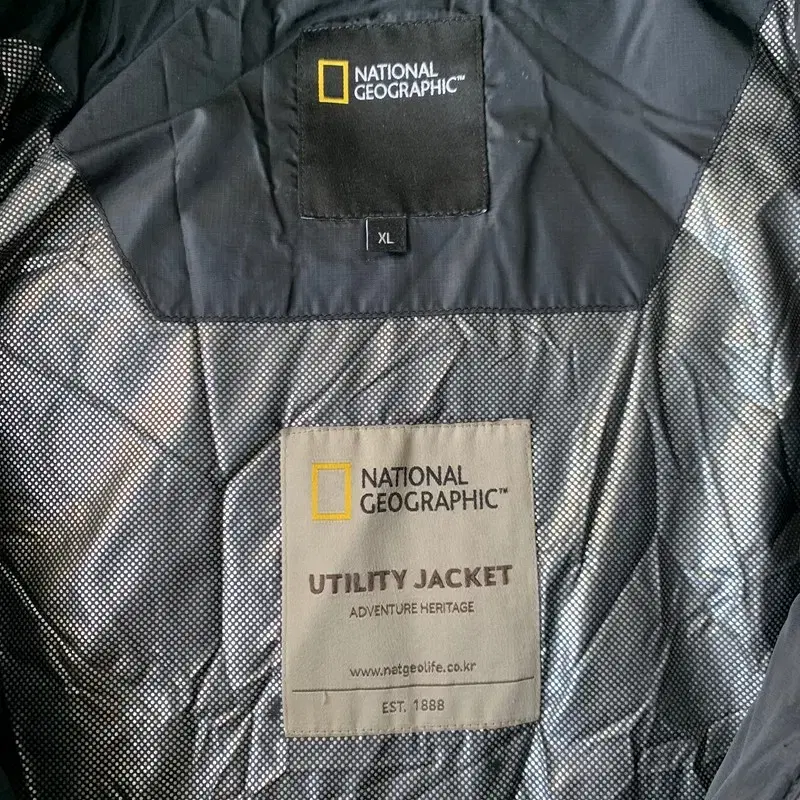 NATIONAL
GEOGRAPHIC™
XL
NATIONAL
GEOGRAPHIC™
UTILITY JACKET
ADVENTURE HERITAGE
www.natgeolife.co.kr
EST. 1888